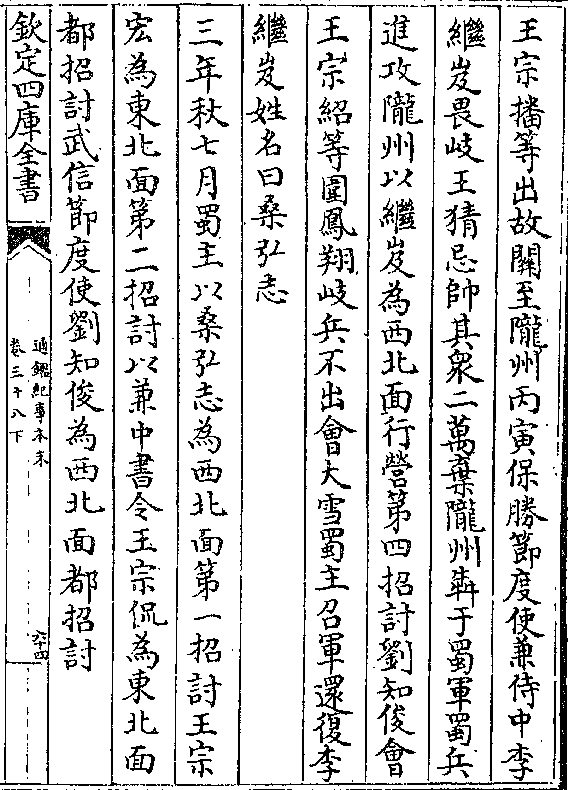 王宗播等出故關至隴州丙寅保勝節度使兼侍中李
繼岌畏岐王猜忌帥其衆二萬棄隴州犇于蜀軍蜀兵
進攻隴州以繼岌為西北面行營第四招討劉知俊會
王宗紹等圍鳳翔岐兵不出會大雪蜀主召軍還復李
繼岌姓名曰桑弘志
三年秋七月蜀主以桑弘志為西北面第一招討王宗
宏為東北面第二招討以兼中書令王宗侃為東北面
都招討武信節度使劉知俊為西北面都招討
欽定四庫全書
通鑑紀事本末
卷三十八下
六十四